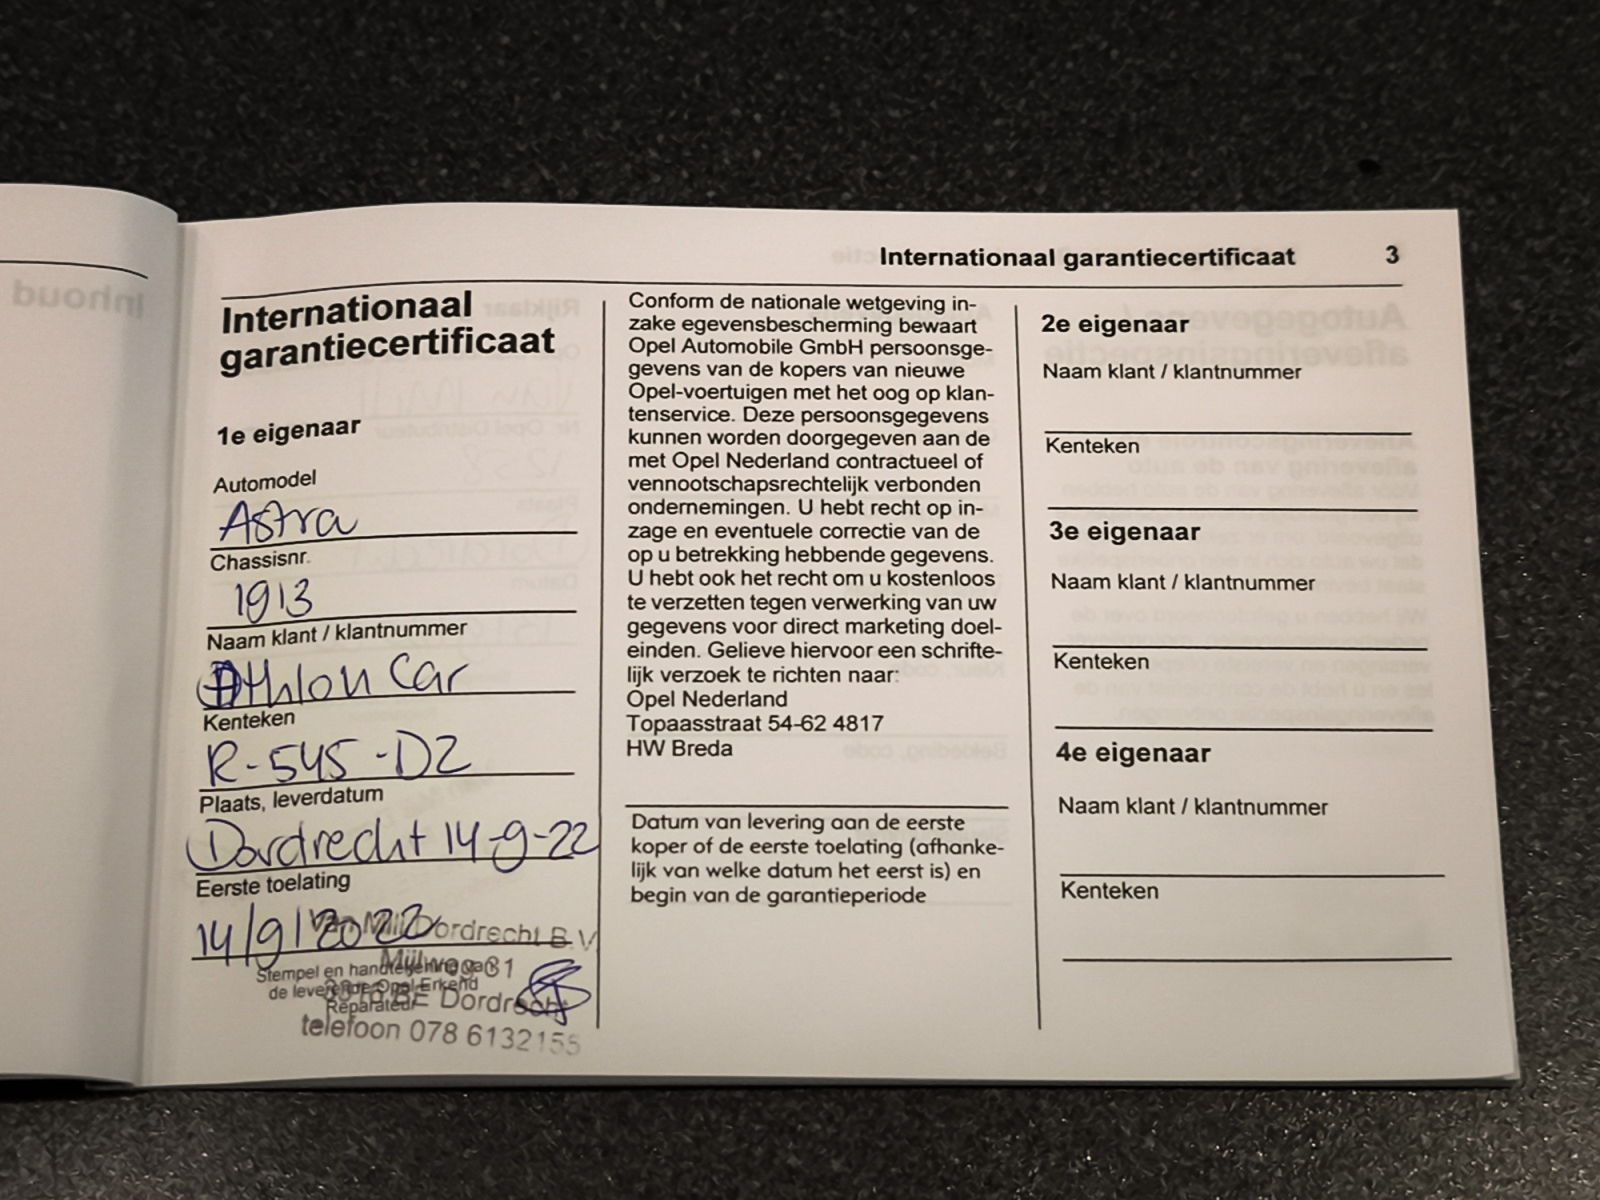 Inhoud
Internationaal garantiecertificaat 3
Internationaal
garantiecertificaat
1e eigenaar
Automodel
Astra
Chassisnr.
1913
Naam klant / klantnummer
Athlon Car
Kenteken
R-545-DZ
Plaats, leverdatum
Dordrecht 14-9-22
Eerste toelating
14/9/2022
Van Mill Dordrecht B.V
Mijlweg 61
Stempel en handtekening van
de leverende Opel Erkend
Reparateur
BE Dordrecht
telefoon 078 6132155
Conform de nationale wetgeving in-
zake egevensbescherming bewaart
Opel Automobile GmbH persoonsge-
gevens van de kopers van nieuwe
Opel-voertuigen met het oog op klan-
tenservice. Deze persoonsgegevens
kunnen worden doorgegeven aan de
met Opel Nederland contractueel of
vennootschapsrechtelijk verbonden
ondernemingen. U hebt recht op in-
zage en eventuele correctie van de
op u betrekking hebbende gegevens.
U hebt ook het recht om u kostenloos
te verzetten tegen verwerking van uw
gegevens voor direct marketing doel-
einden. Gelieve hiervoor een schrifte-
lijk verzoek te richten naar:
Opel Nederland
Topaasstraat 54-62 4817
HW Breda
Datum van levering aan de eerste
koper of de eerste toelating (afhanke-
lijk van welke datum het eerst is) en
begin van de garantieperiode
2e eigenaar
Naam klant / klantnummer
Kenteken
3e eigenaar
Naam klant / klantnummer
Kenteken
4e eigenaar
Naam klant / klantnummer
Kenteken